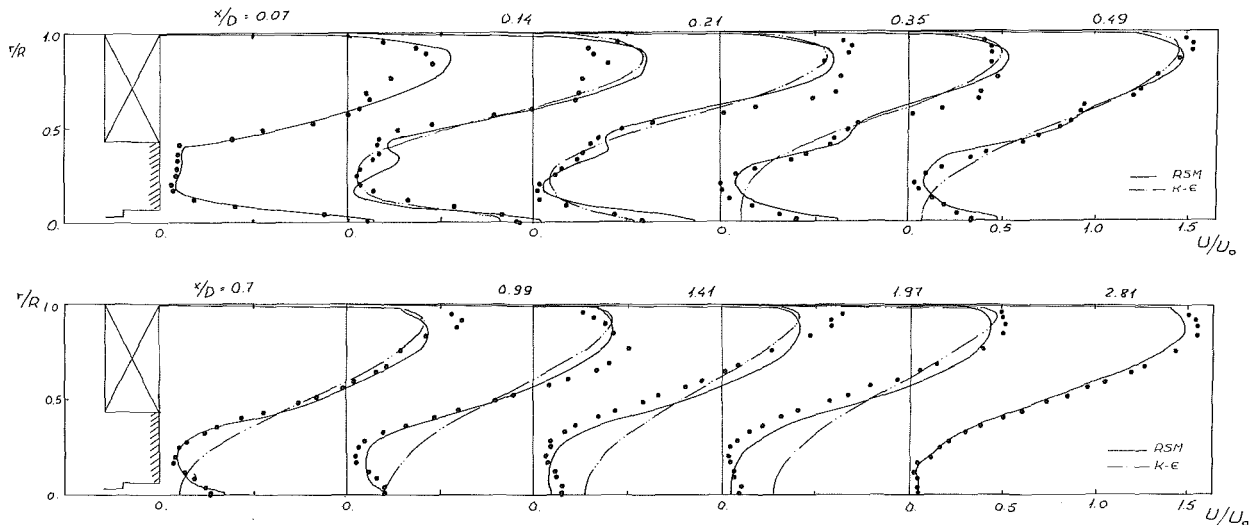 x/D = 0.07 0.14 0.21 0.35 0.49
r/R
1.0
0.5
0.
RSM
K-ε
0. 0. 0. 0. 0. 0.5 1.0 1.5
U/U₀
x/D = 0.7 0.99 1.41 1.97 2.81
r/R
1.0
0.5
0.
RSM
K-ε
0. 0. 0. 0. 0. 0.5 1.0 1.5
U/U₀